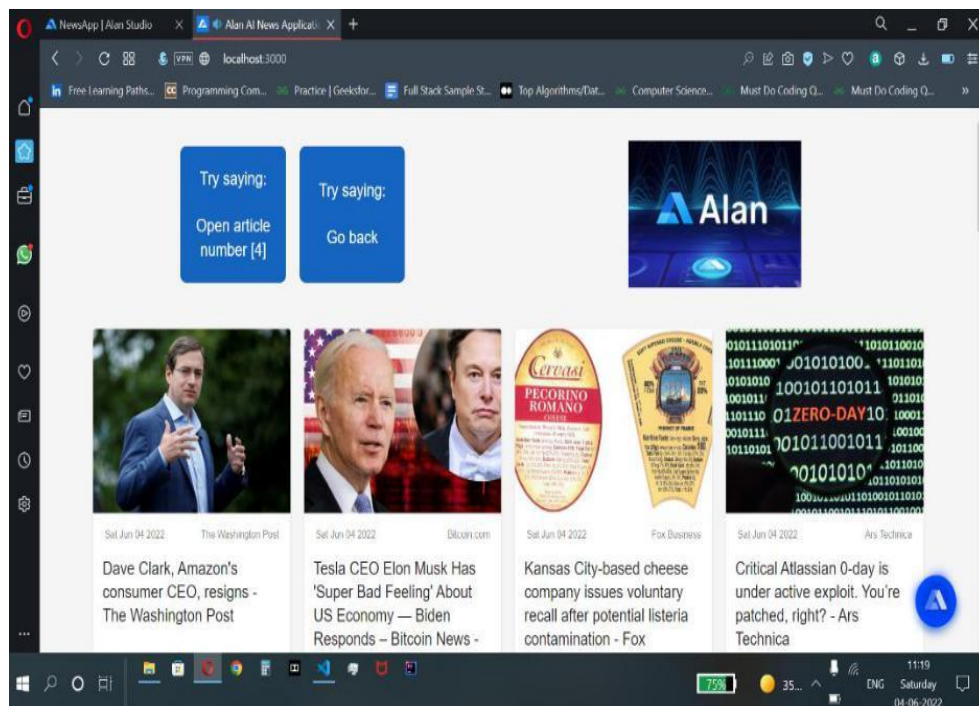 NewsApp | Alan Studio
Alan AI News Applicatio
VPN
localhost:3000
Free Learning Paths...
Programming Com...
Practice | Geeksfor...
Full Stack Sample St...
Top Algorithms/Dat...
Computer Science...
Must Do Coding Q...
Must Do Coding Q...
Try saying:
Open article
number [4]
Try saying:
Go back
Alan
Cervasi
PECORINO
ROMANO
CHEESE
ZERO-DAY
Sat Jun 04 2022
The Washington Post
Dave Clark, Amazon's
consumer CEO, resigns -
The Washington Post
Sat Jun 04 2022
Bitcoin.com
Tesla CEO Elon Musk Has
'Super Bad Feeling' About
US Economy — Biden
Responds – Bitcoin News -
Sat Jun 04 2022
Fox Business
Kansas City-based cheese
company issues voluntary
recall after potential listeria
contamination - Fox
Sat Jun 04 2022
Ars Technica
Critical Atlassian 0-day is
under active exploit. You're
patched, right? - Ars
Technica
75%
35...
ENG
11:19
Saturday
04-06-2022